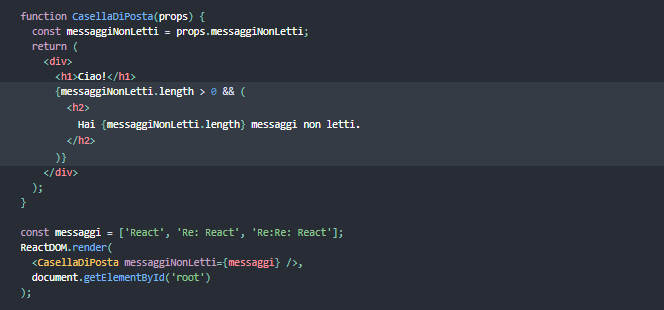 function CasellaDiPosta(props) {
  const messaggiNonLetti = props.messaggiNonLetti;
  return (
    <div>
      <h1>Ciao!</h1>
      {messaggiNonLetti.length > 0 && (
        <h2>
          Hai {messaggiNonLetti.length} messaggi non letti.
        </h2>
      )}
    </div>
  );
}

const messaggi = ['React', 'Re: React', 'Re:Re: React'];
ReactDOM.render(
  <CasellaDiPosta messaggiNonLetti={messaggi} />,
  document.getElementById('root')
);